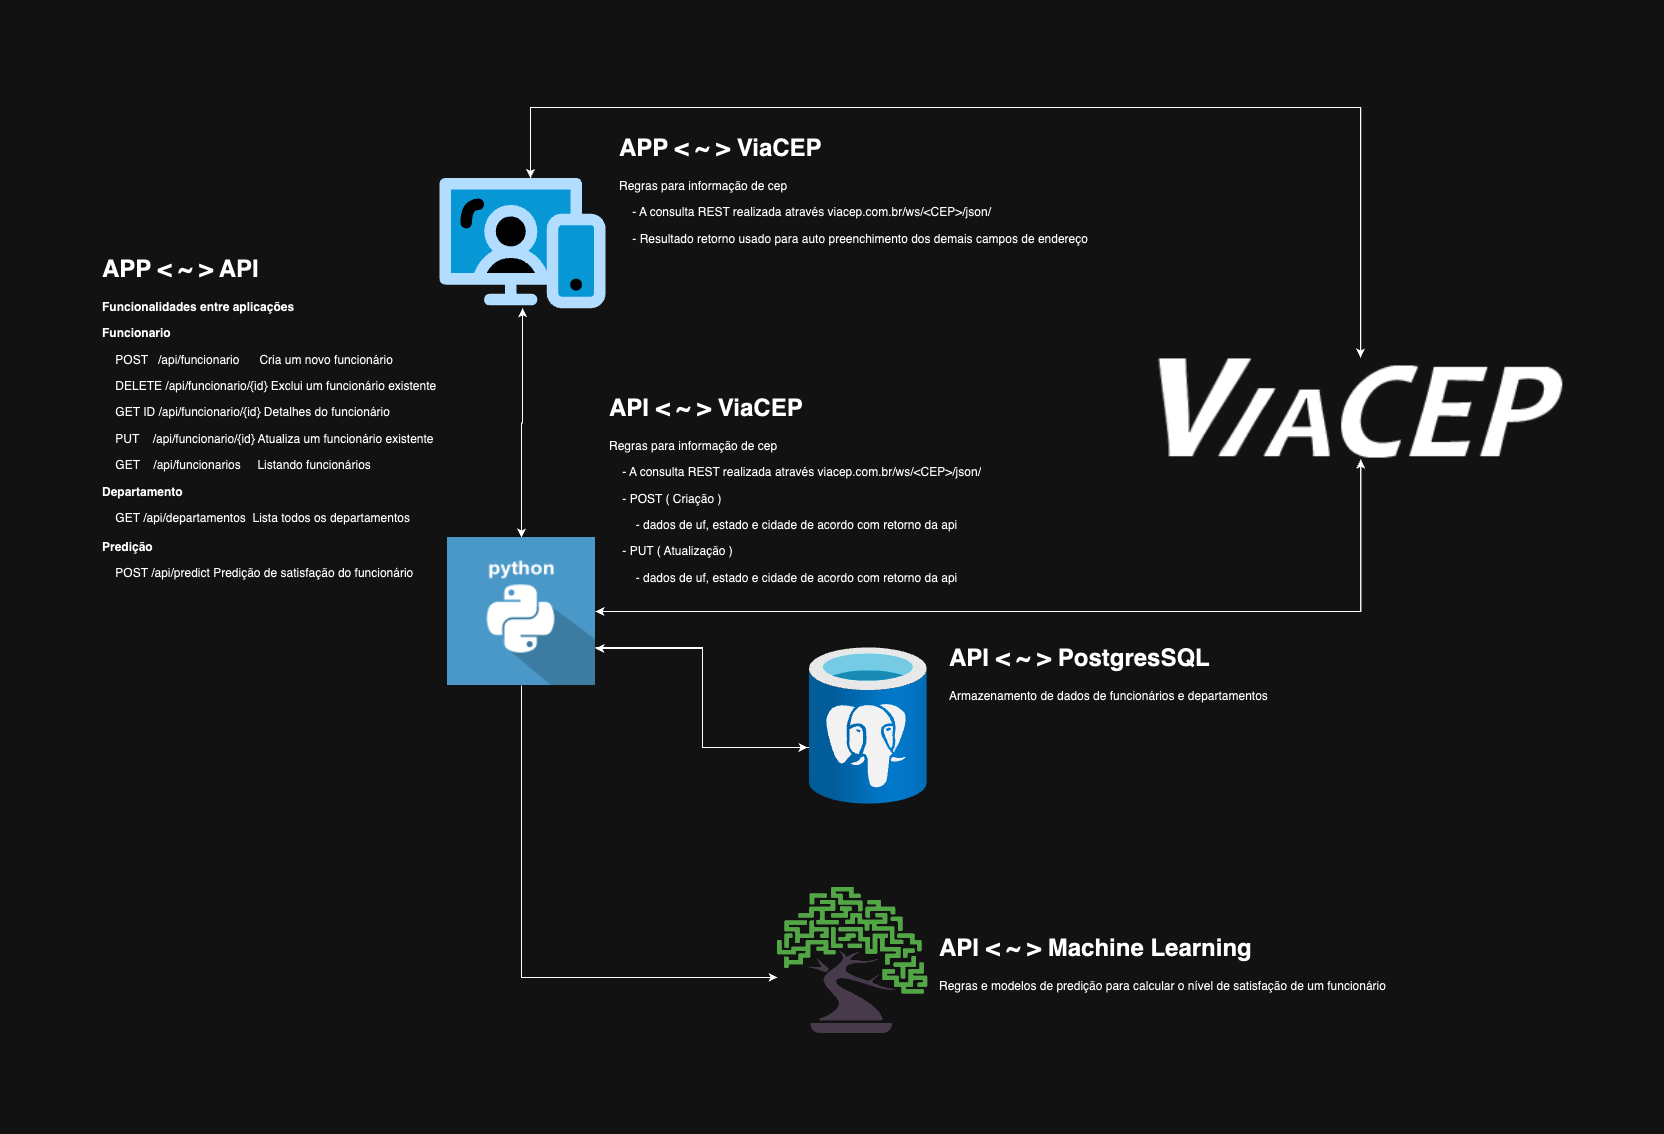 APP < ~ > ViaCEP
Regras para informação de cep
- A consulta REST realizada através viacep.com.br/ws/<CEP>/json/
- Resultado retorno usado para auto preenchimento dos demais campos de endereço
APP < ~ > API
Funcionalidades entre aplicações
Funcionario
POST /api/funcionario Cria um novo funcionário
DELETE /api/funcionario/{id} Exclui um funcionário existente
GET ID /api/funcionario/{id} Detalhes do funcionário
PUT /api/funcionario/{id} Atualiza um funcionário existente
GET /api/funcionarios Listando funcionários
Departamento
GET /api/departamentos Lista todos os departamentos
Predição
POST /api/predict Predição de satisfação do funcionário
VIACEP
API < ~ > ViaCEP
Regras para informação de cep
- A consulta REST realizada através viacep.com.br/ws/<CEP>/json/
- POST ( Criação )
- dados de uf, estado e cidade de acordo com retorno da api
- PUT ( Atualização )
- dados de uf, estado e cidade de acordo com retorno da api
python
API < ~ > PostgresSQL
Armazenamento de dados de funcionários e departamentos
API < ~ > Machine Learning
Regras e modelos de predição para calcular o nível de satisfação de um funcionário